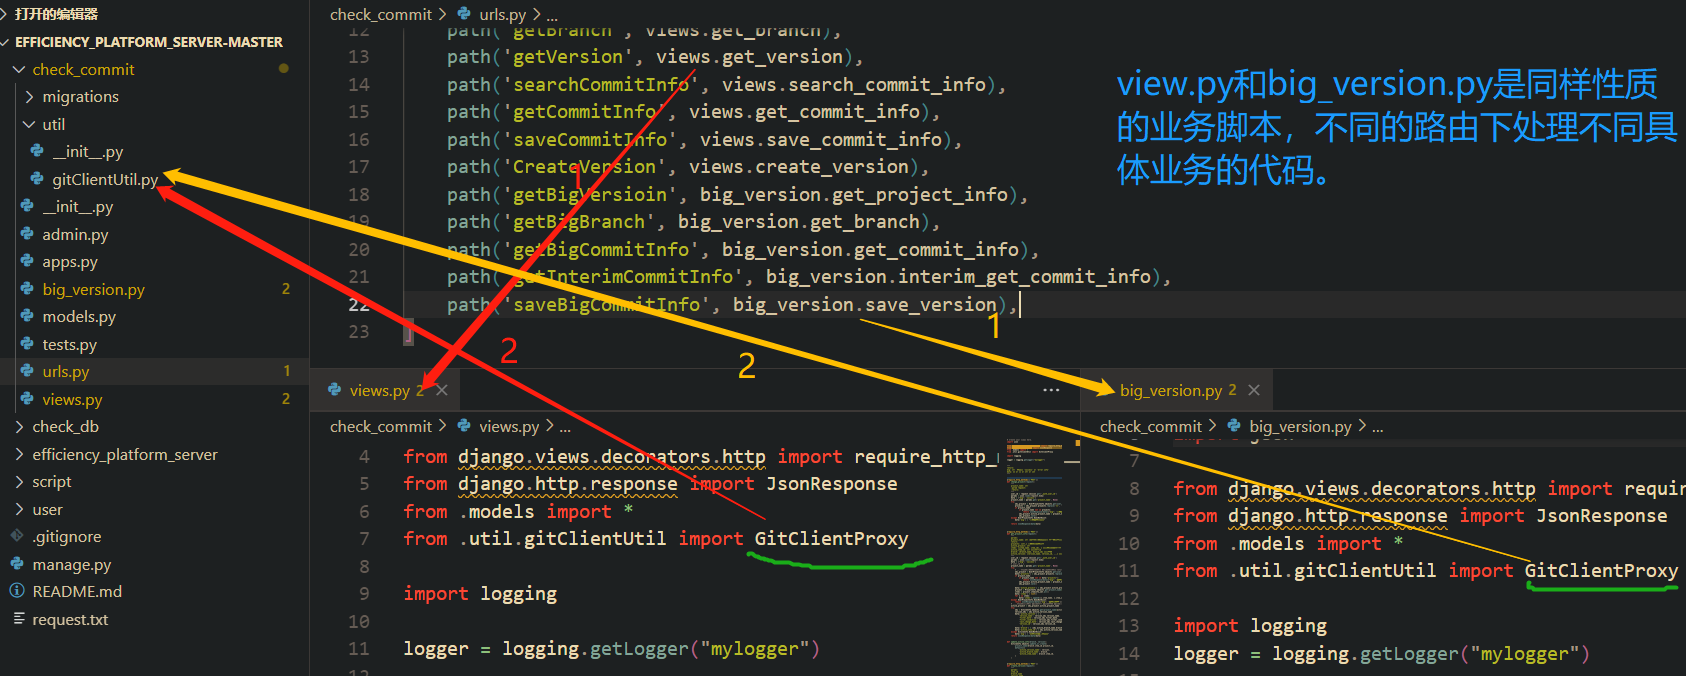 打开的编辑器
EFFICIENCY_PLATFORM_SERVER-MASTER
check_commit
migrations
util
__init__.py
gitClientUtil.py
__init__.py
admin.py
apps.py
big_version.py 2
models.py
tests.py
urls.py 1
views.py 2
check_db
efficiency_platform_server
script
user
.gitignore
manage.py
README.md
request.txt
check_commit > urls.py > ...
12 path('getBranch', views.get_branch),
13 path('getVersion', views.get_version),
14 path('searchCommitInfo', views.search_commit_info),
15 path('getCommitInfo', views.get_commit_info),
16 path('saveCommitInfo', views.save_commit_info),
17 path('CreateVersion', views.create_version),
18 path('getBigVersioin', big_version.get_project_info),
19 path('getBigBranch', big_version.get_branch),
20 path('getBigCommitInfo', big_version.get_commit_info),
21 path('getInterimCommitInfo', big_version.interim_get_commit_info),
22 path('saveBigCommitInfo', big_version.save_version),
23 ]
view.py和big_version.py是同样性质
的业务脚本，不同的路由下处理不同具
体业务的代码。
1
2
2
1
views.py 2
check_commit > views.py > ...
4 from django.views.decorators.http import require_http_
5 from django.http.response import JsonResponse
6 from .models import *
7 from .util.gitClientUtil import GitClientProxy
8
9 import logging
10
11 logger = logging.getLogger("mylogger")
big_version.py 2
check_commit > big_version.py > ...
7
8 from django.views.decorators.http import requir
9 from django.http.response import JsonResponse
10 from .models import *
11 from .util.gitClientUtil import GitClientProxy
12
13 import logging
14 logger = logging.getLogger("mylogger")